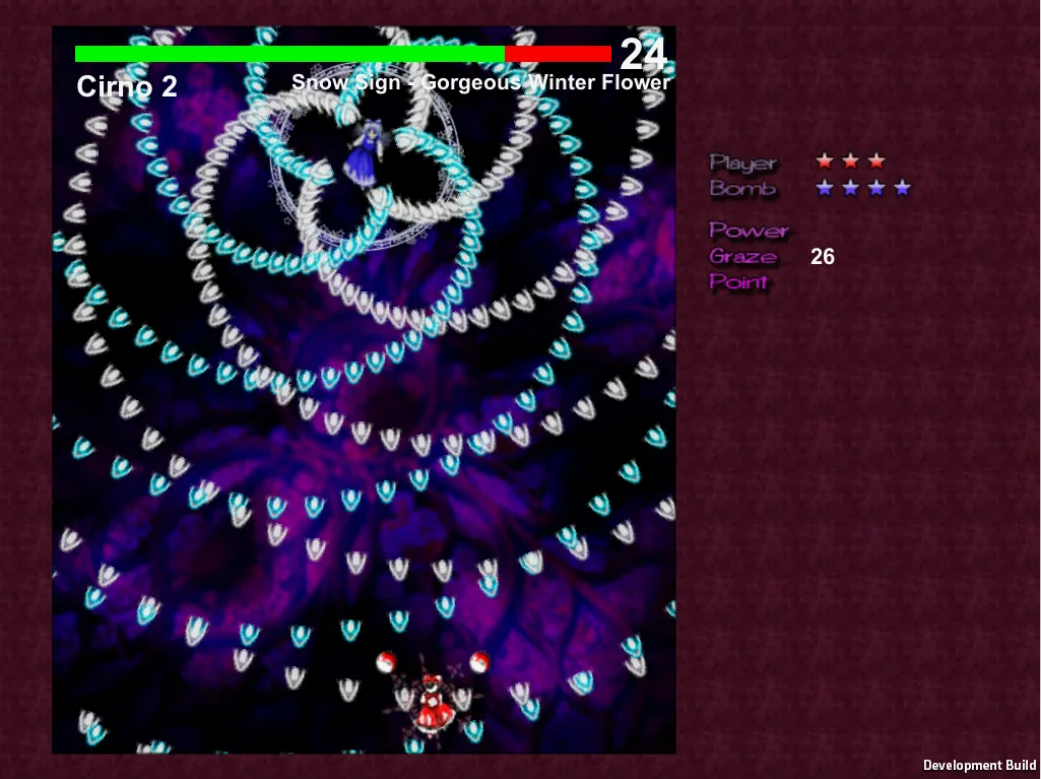 24
Cirno 2
Snow Sign - Gorgeous Winter Flower
Player
Bomb
Power
Graze 26
Point
Development Build